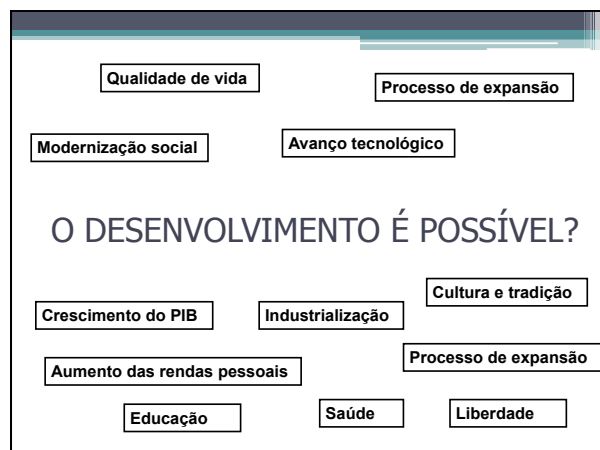 Qualidade de vida
Processo de expansão
Modernização social
Avanço tecnológico
O DESENVOLVIMENTO É POSSÍVEL?
Cultura e tradição
Crescimento do PIB
Industrialização
Processo de expansão
Aumento das rendas pessoais
Educação
Saúde
Liberdade